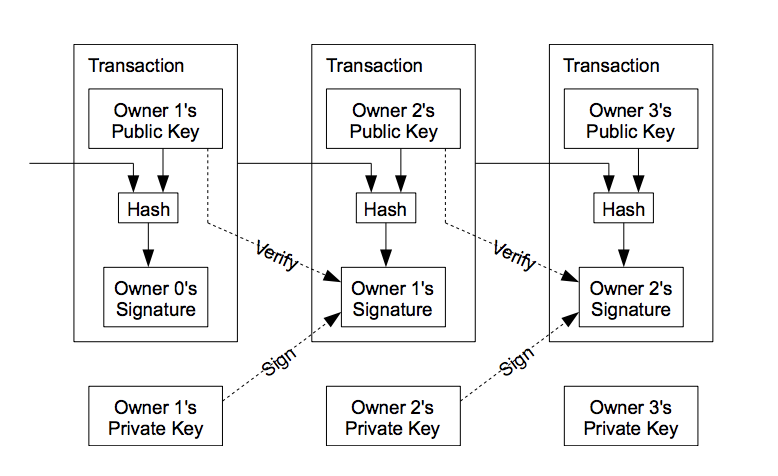 Transaction
Transaction
Transaction
Owner 1's
Public Key
Owner 2's
Public Key
Owner 3's
Public Key
Hash
Hash
Hash
Verify
Verify
Owner 0's
Signature
Owner 1's
Signature
Owner 2's
Signature
Sign
Sign
Owner 1's
Private Key
Owner 2's
Private Key
Owner 3's
Private Key